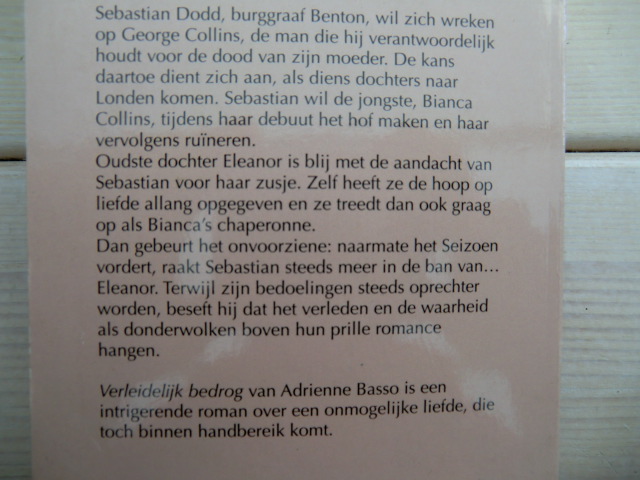 Sebastian Dodd, burggraaf Benton, wil zich wreken
op George Collins, de man die hij verantwoordelijk
houdt voor de dood van zijn moeder. De kans
daartoe dient zich aan, als diens dochters naar
Londen komen. Sebastian wil de jongste, Bianca
Collins, tijdens haar debuut het hof maken en haar
vervolgens ruïneren.
Oudste dochter Eleanor is blij met de aandacht van
Sebastian voor haar zusje. Zelf heeft ze de hoop op
liefde allang opgegeven en ze treedt dan ook graag
op als Bianca's chaperonne.
Dan gebeurt het onvoorziene: naarmate het Seizoen
vordert, raakt Sebastian steeds meer in de ban van...
Eleanor. Terwijl zijn bedoelingen steeds oprechter
worden, beseft hij dat het verleden en de waarheid
als donderwolken boven hun prille romance
hangen.
Verleidelijk bedrog van Adrienne Basso is een
intrigerende roman over een onmogelijke liefde, die
toch binnen handbereik komt.